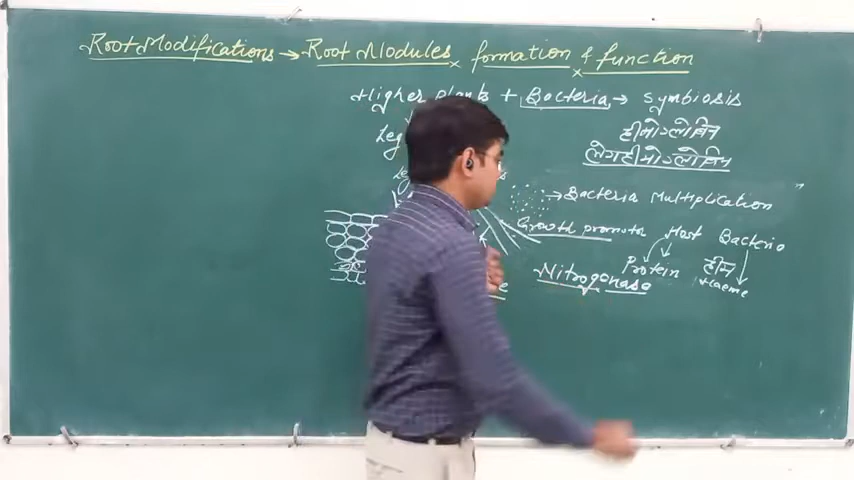 Root Modifications → Root Nodules formation & function
Higher plants + Bacteria → Symbiosis
हीमोग्लोबिन
Leg
लेगहीमोग्लोबिन
→ Bacteria Multiplication
Growth promoter Host Bacteria
Protein हीम
Nitrogenase Haeme